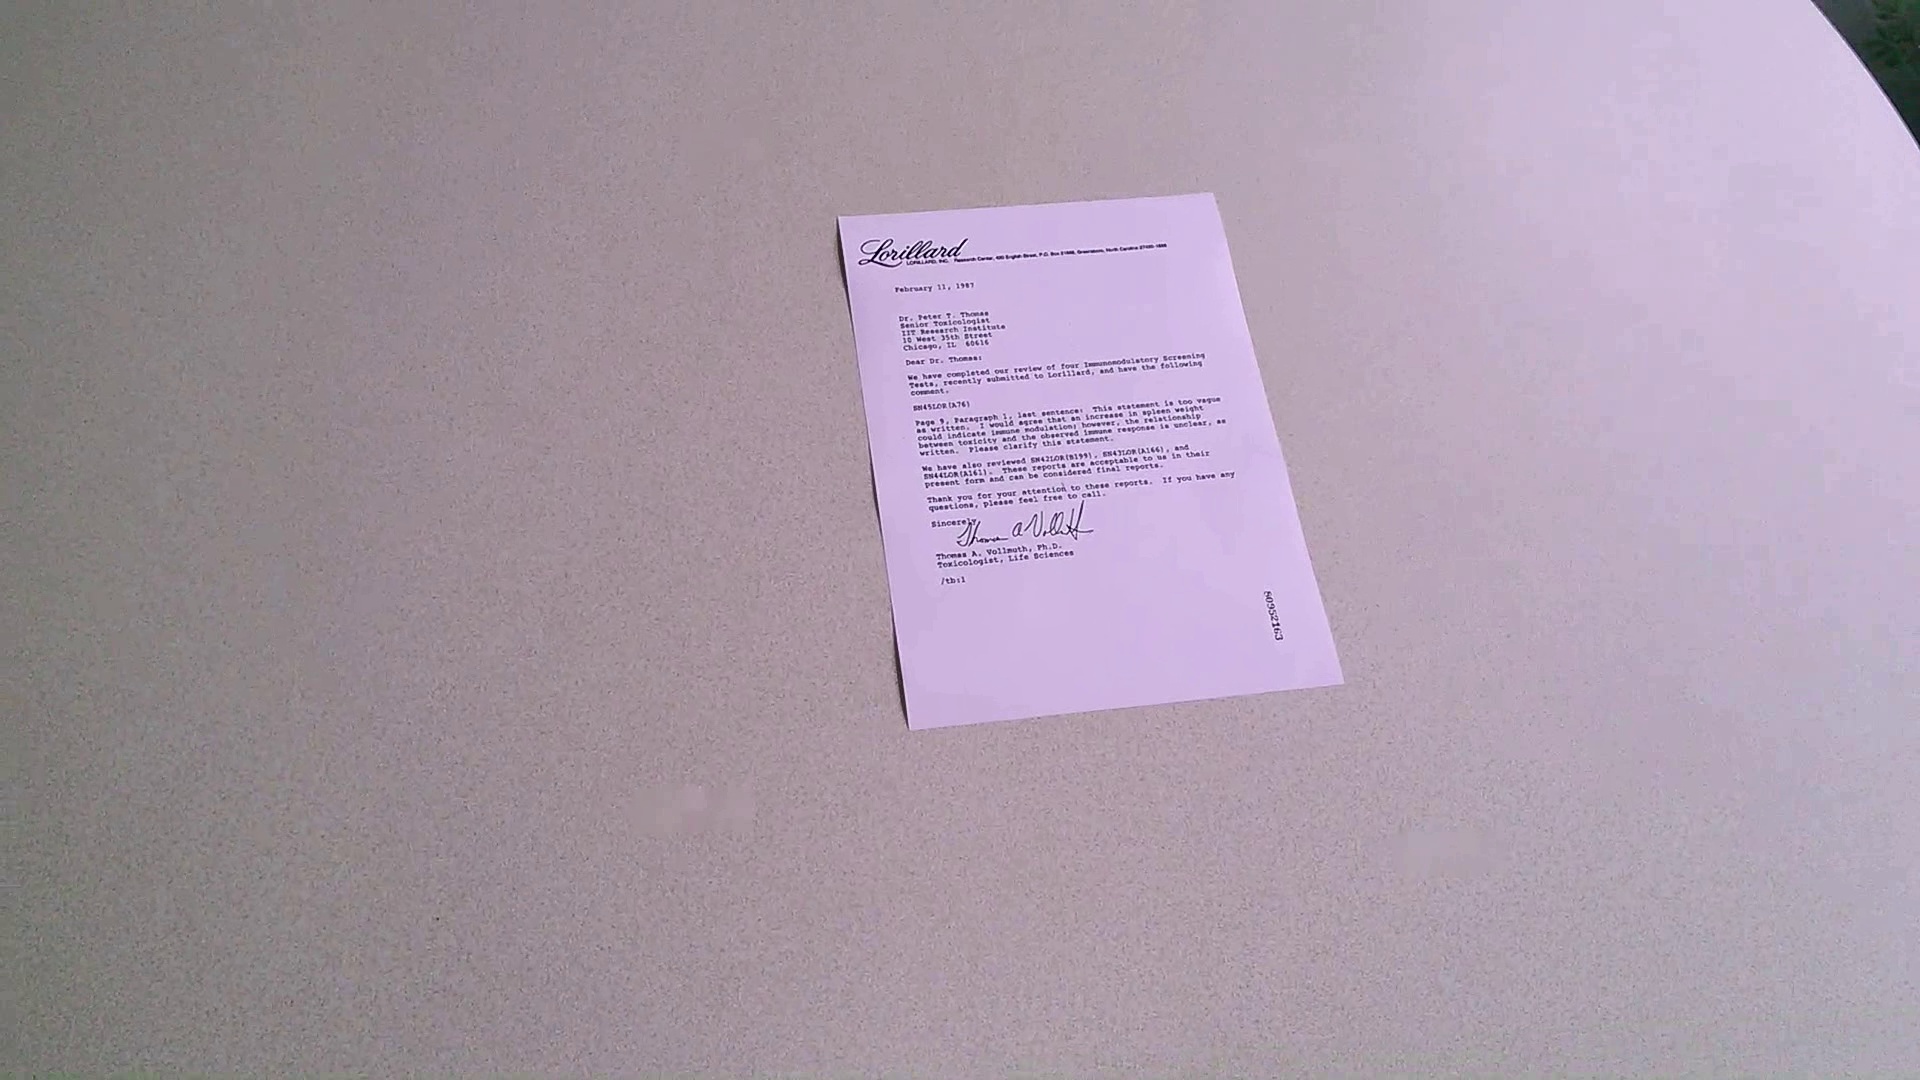 Lorillard
LORILLARD, INC. Research Center, 420 English Street, P.O. Box 21688, Greensboro, North Carolina 27420-1688
February 11, 1987
Dr. Peter T. Thomas
Senior Toxicologist
IIT Research Institute
10 West 35th Street
Chicago, IL 60616
Dear Dr. Thomas:
We have completed our review of four Immunomodulatory Screening
Tests, recently submitted to Lorillard, and have the following
comment.
SN45LOR(A76)
Page 9, Paragraph 1, last sentence: This statement is too vague
as written. I would agree that an increase in spleen weight
could indicate immune modulation; however, the relationship
between toxicity and the observed immune response is unclear, as
written. Please clarify this statement.
We have also reviewed SN42LOR(B199), SN43LOR(A166), and
SN44LOR(A161). These reports are acceptable to us in their
present form and can be considered final reports.
Thank you for your attention to these reports. If you have any
questions, please feel free to call.
Sincerely,
Thomas A. Vollmuth, Ph.D.
Toxicologist, Life Sciences
/tb:1
80952163